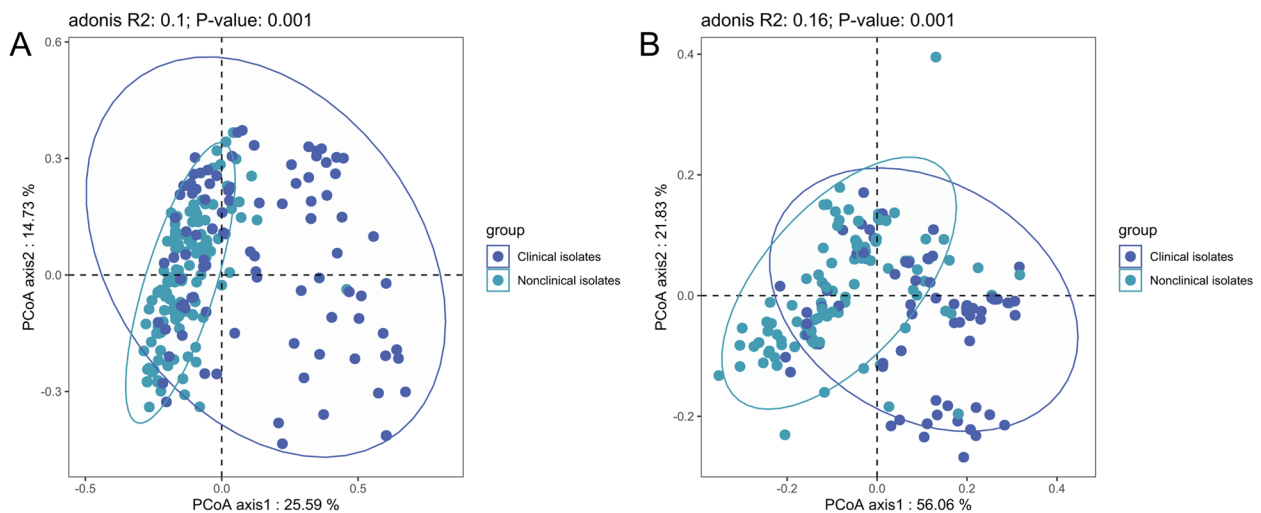 A
adonis R2: 0.1; P-value: 0.001
0.6
0.3
0.0
-0.3
PCoA axis2 : 14.73 %
-0.5
0.0
0.5
PCoA axis1 : 25.59 %
group
Clinical isolates
Nonclinical isolates
B
adonis R2: 0.16; P-value: 0.001
0.4
0.2
0.0
-0.2
PCoA axis2 : 21.83 %
-0.2
0.0
0.2
0.4
PCoA axis1 : 56.06 %
group
Clinical isolates
Nonclinical isolates